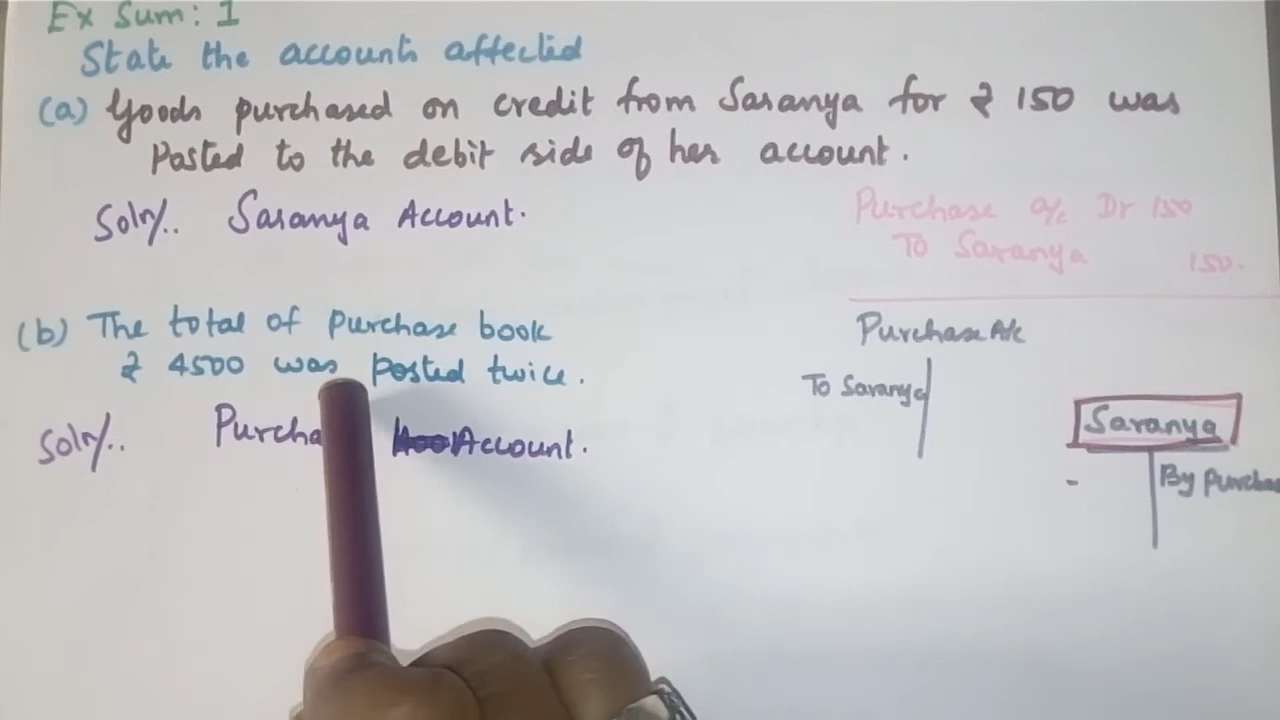 Ex Sum: 1
State the accounts affected
(a) Goods purchased on credit from Saranya for ₹ 150 was
Posted to the debit side of her account.
Soln/.. Saranya Account.
Purchase a/c Dr 150
To Saranya 150.
(b) The total of Purchase book
₹ 4500 was posted twice.
Soln/.. Account.
Purchase A/c
To Saranya
Saranya
By